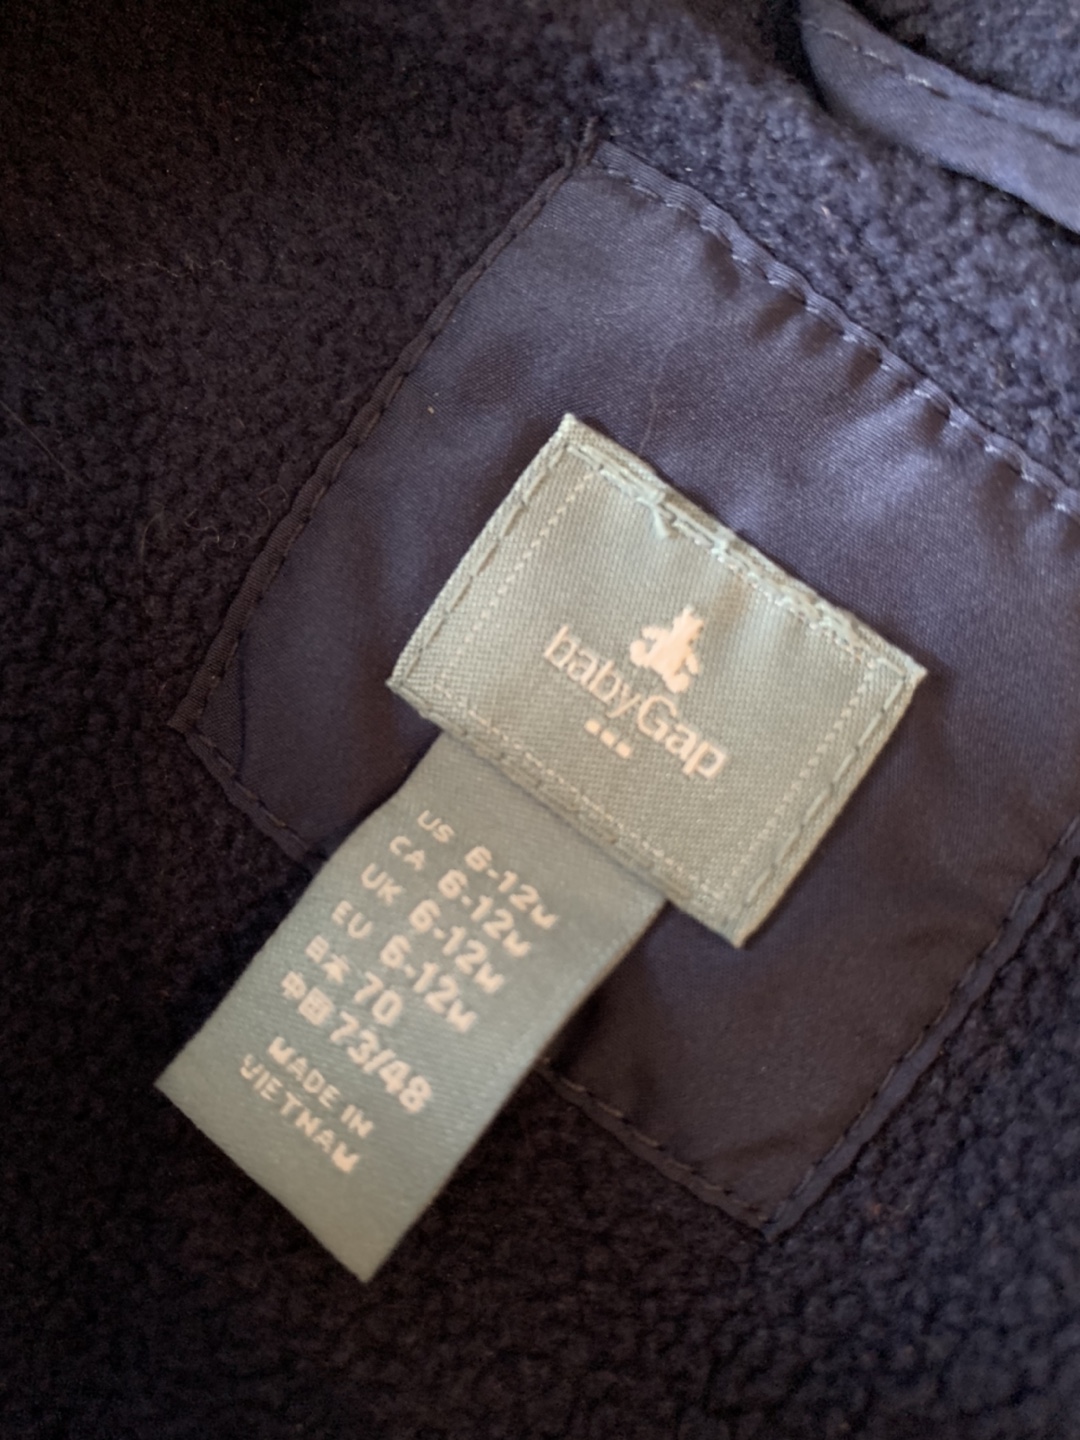 babyGap
US 6-12M
CA 6-12M
UK 6-12M
EU 6-12M
日本 70
中国 73/48
MADE IN
VIETNAM